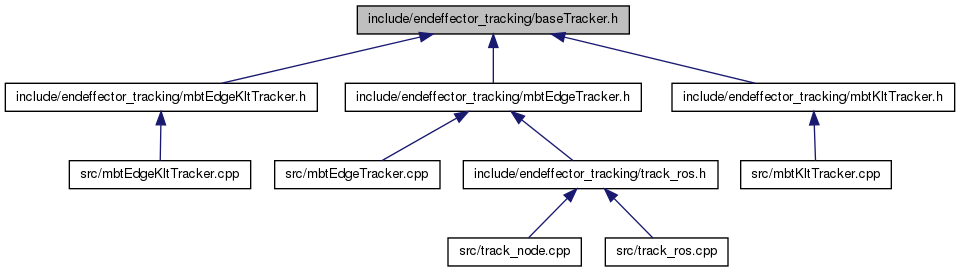 include/endeffector_tracking/baseTracker.h
include/endeffector_tracking/mbtEdgeKltTracker.h
include/endeffector_tracking/mbtEdgeTracker.h
include/endeffector_tracking/mbtKltTracker.h
src/mbtEdgeKltTracker.cpp
src/mbtEdgeTracker.cpp
include/endeffector_tracking/track_ros.h
src/mbtKltTracker.cpp
src/track_node.cpp
src/track_ros.cpp